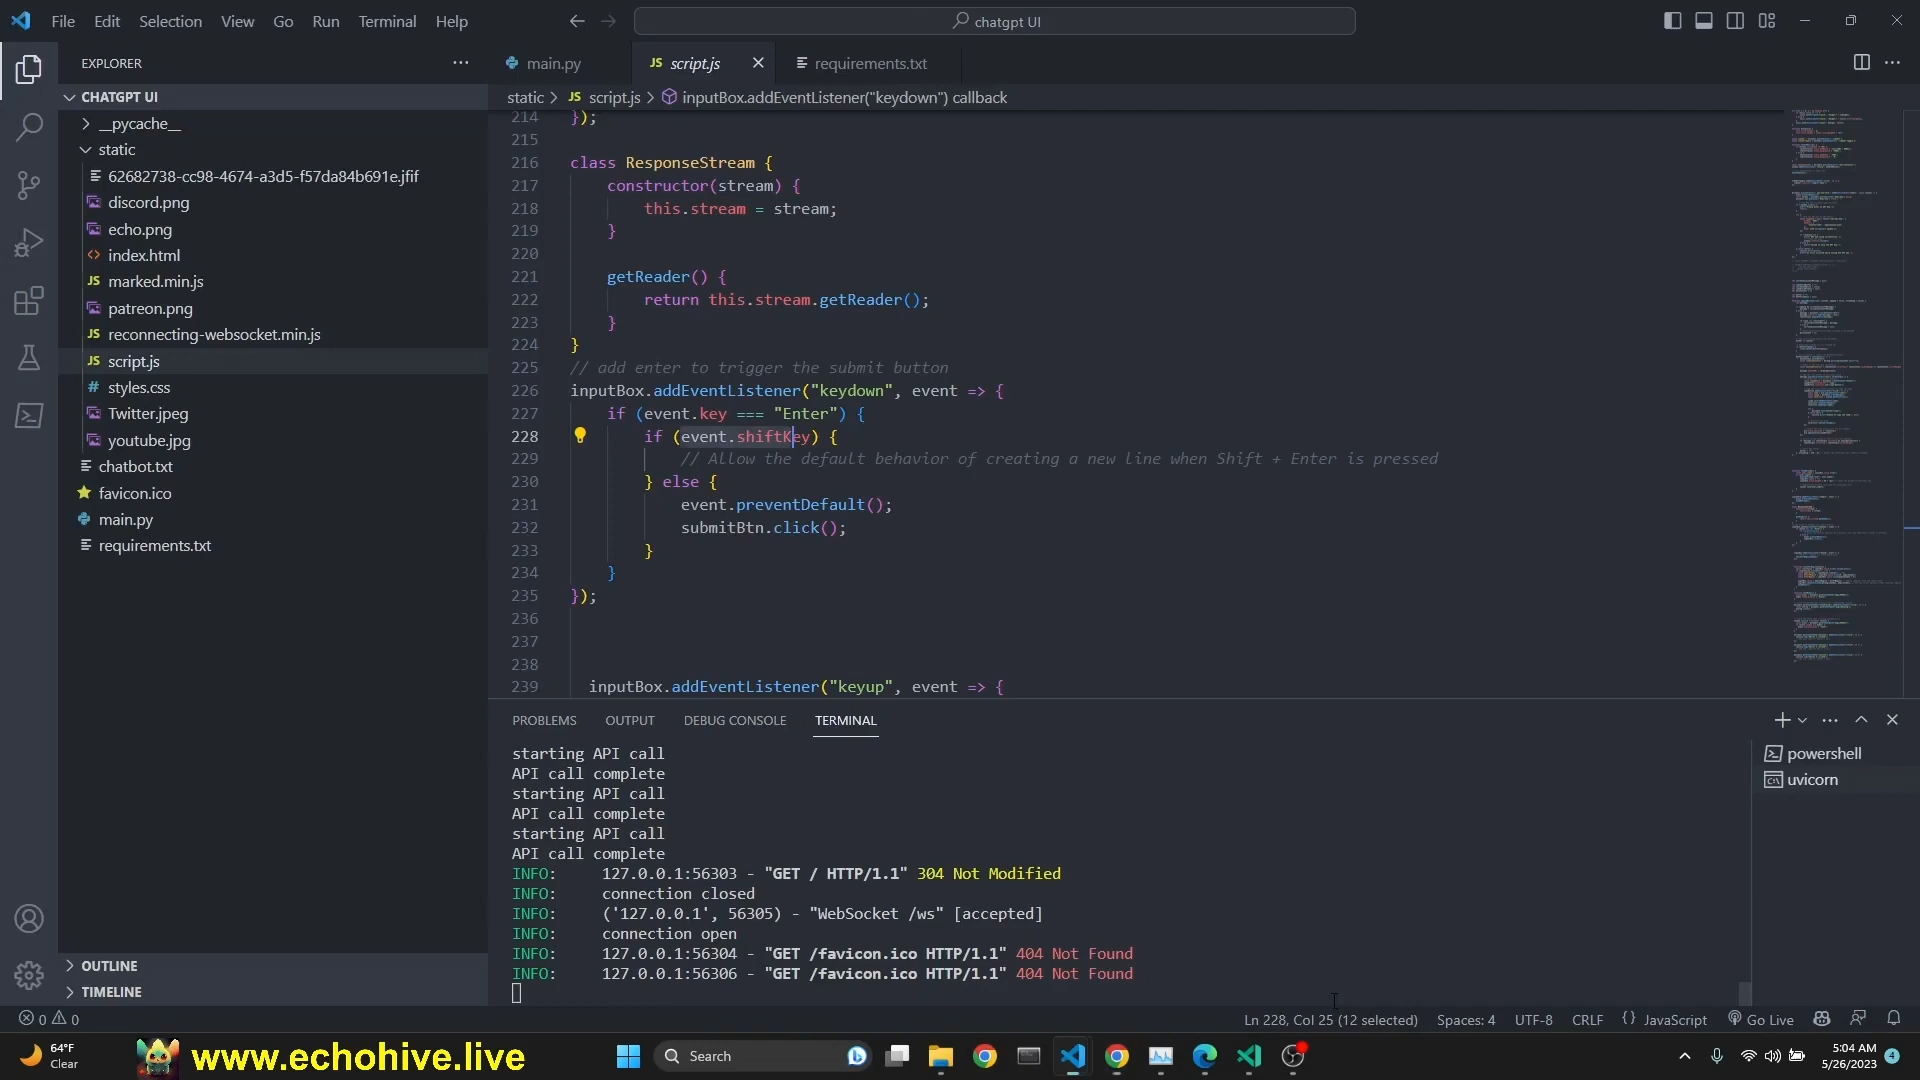 File Edit Selection View Go Run Terminal Help
chatgpt UI
EXPLORER
CHATGPT UI
__pycache__
static
62682738-cc98-4674-a3d5-f57da84b691e.jfif
discord.png
echo.png
index.html
marked.min.js
patreon.png
reconnecting-websocket.min.js
script.js
styles.css
Twitter.jpeg
youtube.jpg
chatbot.txt
favicon.ico
main.py
requirements.txt
OUTLINE
TIMELINE
main.py
JS script.js
requirements.txt
static > JS script.js > inputBox.addEventListener("keydown") callback
214 });
215
216 class ResponseStream {
217 constructor(stream) {
218 this.stream = stream;
219 }
220
221 getReader() {
222 return this.stream.getReader();
223 }
224 }
225 // add enter to trigger the submit button
226 inputBox.addEventListener("keydown", event => {
227 if (event.key === "Enter") {
228 if (event.shiftKey) {
229 // Allow the default behavior of creating a new line when Shift + Enter is pressed
230 } else {
231 event.preventDefault();
232 submitBtn.click();
233 }
234 }
235 });
236
237
238
239 inputBox.addEventListener("keyup", event => {
PROBLEMS OUTPUT DEBUG CONSOLE TERMINAL
starting API call
API call complete
starting API call
API call complete
starting API call
API call complete
INFO: 127.0.0.1:56303 - "GET / HTTP/1.1" 304 Not Modified
INFO: connection closed
INFO: ('127.0.0.1', 56305) - "WebSocket /ws" [accepted]
INFO: connection open
INFO: 127.0.0.1:56304 - "GET /favicon.ico HTTP/1.1" 404 Not Found
INFO: 127.0.0.1:56306 - "GET /favicon.ico HTTP/1.1" 404 Not Found
powershell
uvicorn
0 0
Ln 228, Col 25 (12 selected) Spaces: 4 UTF-8 CRLF {} JavaScript Go Live
64°F
Clear
www.echohive.live
Search
5:04 AM
5/26/2023
4